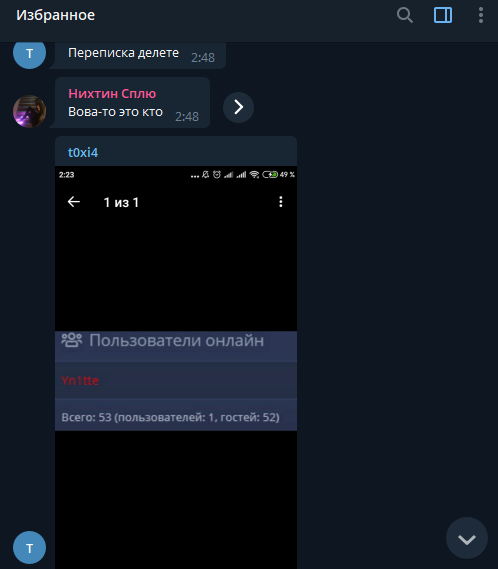 Избранное
T
Переписка делете 2:48
Нихтин Сплю
Вова-то это кто 2:48
t0xi4
2:23
49 %
1 из 1
Пользователи онлайн
Yn1tte
Всего: 53 (пользователей: 1, гостей: 52)
T